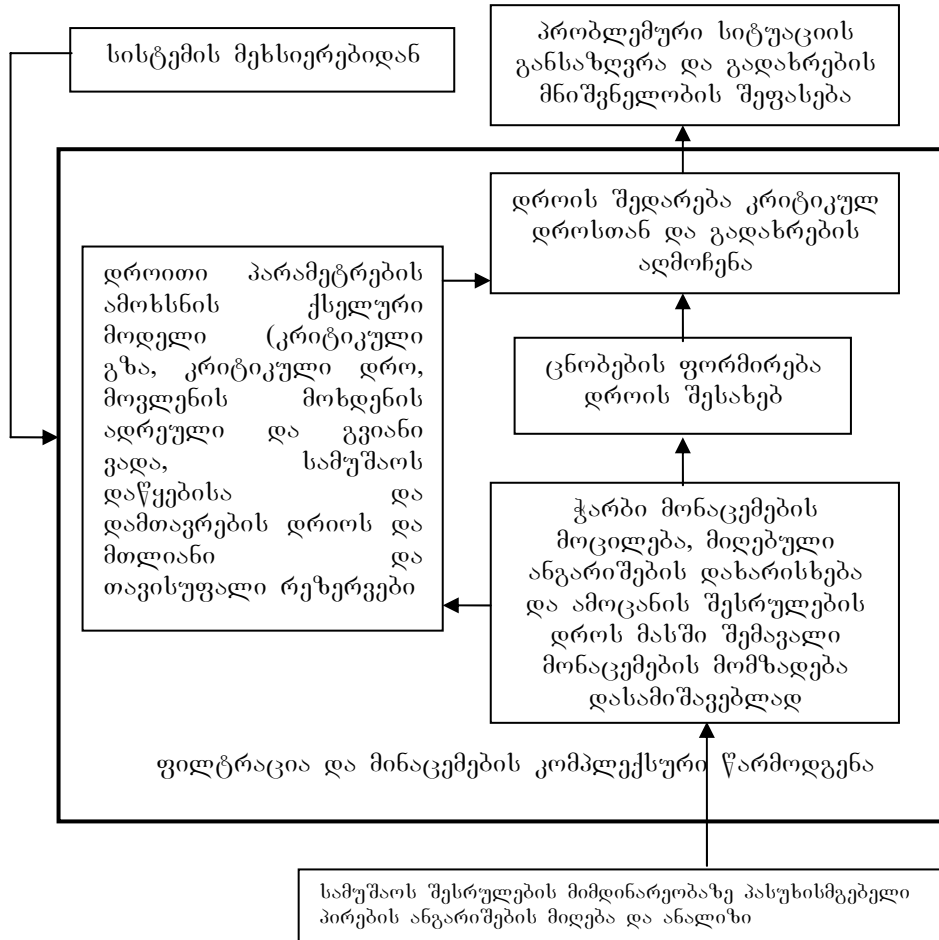 სისტემის მეხსიერებიდან
პრობლემური სიტუაციის
განსაზღვრა და გადახრების
მნიშვნელობის შეფასება
დროის შედარება კრიტიკულ
დროსთან და გადახრების
აღმოჩენა
დროითი პარამეტრების
ამოხსნის ქსელური
მოდელი (კრიტიკული
გზა, კრიტიკული დრო,
მოვლენის მოხდენის
ადრეული და გვიანი
ვადა, სამუშაოს
დაწყებისა და
დამთავრების დრიოს და
მთლიანი და
თავისუფალი რეზერვები
ცნობების ფორმირება
დროის შესახებ
ჭარბი მონაცემების
მოცილება, მიღებული
ანგარიშების დახარისხება
და ამოცანის შესრულების
დროს მასში შემავალი
მონაცემების მომზადება
დასამიშავებლად
ფილტრაცია და მინაცემების კომპლექსური წარმოდგენა
სამუშაოს შესრულების მიმდინარეობაზე პასუხისმგებელი
პირების ანგარიშების მიღება და ანალიზი